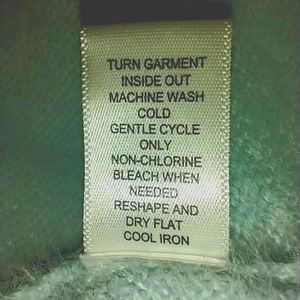 TURN GARMENT
INSIDE OUT
MACHINE WASH
COLD
GENTLE CYCLE
ONLY
NON-CHLORINE
BLEACH WHEN
NEEDED
RESHAPE AND
DRY FLAT
COOL IRON